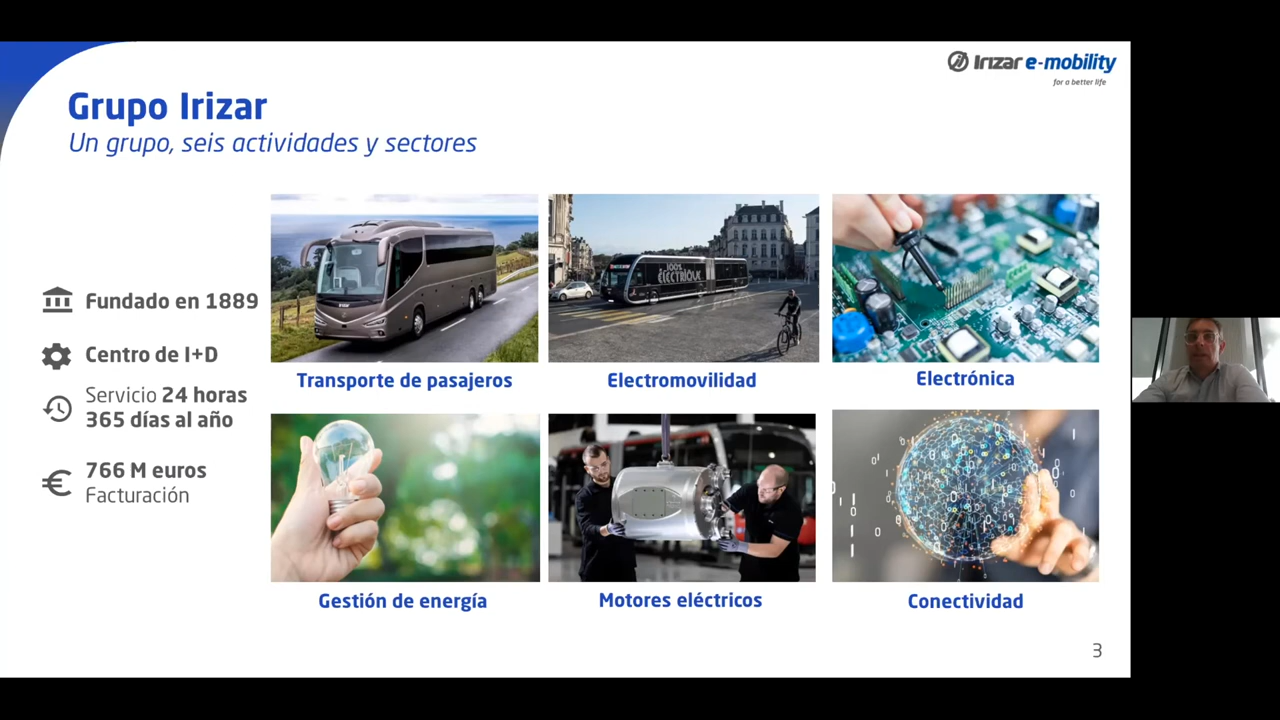 Irizar e-mobility
for a better life
Grupo Irizar
Un grupo, seis actividades y sectores
Fundado en 1889
Centro de I+D
Servicio 24 horas
365 días al año
766 M euros
Facturación
100%
ÉLECTRIQUE
Transporte de pasajeros
Electromovilidad
Electrónica
Gestión de energía
Motores eléctricos
Conectividad
3